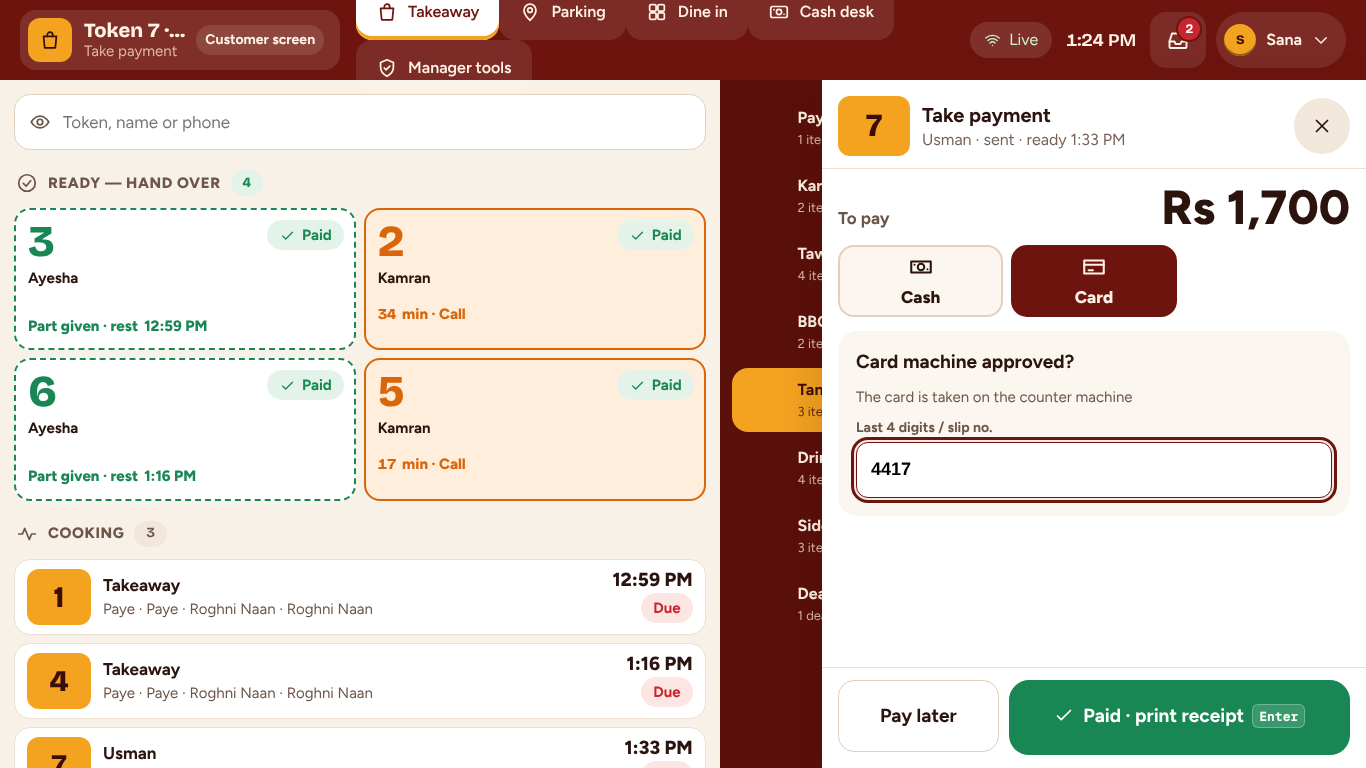 Token 7 ·...
Take payment
Customer screen
Takeaway
Parking
Dine in
Cash desk
Manager tools
Live
1:24 PM
2
S
Sana
Token, name or phone
READY — HAND OVER 4
3
Paid
Ayesha
Part given · rest 12:59 PM
2
Paid
Kamran
34 min · Call
6
Paid
Ayesha
Part given · rest 1:16 PM
5
Paid
Kamran
17 min · Call
COOKING 3
1
Takeaway
Paye · Paye · Roghni Naan · Roghni Naan
12:59 PM
Due
4
Takeaway
Paye · Paye · Roghni Naan · Roghni Naan
1:16 PM
Due
7
Usman
1:33 PM
Pay
1 ite
Kar
2 ite
Taw
4 ite
BBQ
2 ite
Tan
3 ite
Drin
4 ite
Side
3 ite
Dea
1 dea
7
Take payment
Usman · sent · ready 1:33 PM
To pay
Rs 1,700
Cash
Card
Card machine approved?
The card is taken on the counter machine
Last 4 digits / slip no.
4417
Pay later
Paid · print receipt Enter